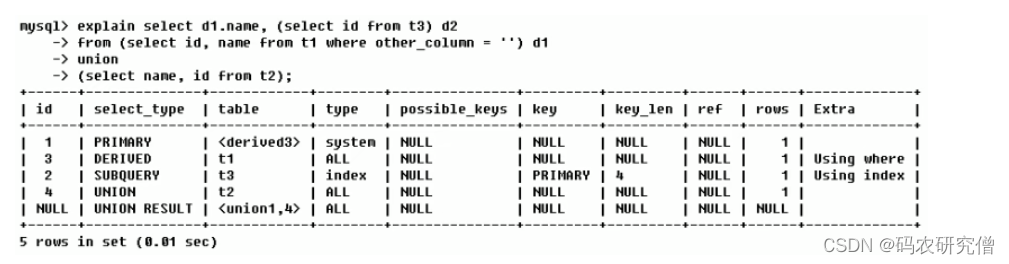 mysql> explain select d1.name, (select id from t3) d2
-> from (select id, name from t1 where other_column = '') d1
-> union
-> (select name, id from t2);
+------+--------------+------------+--------+---------------+---------+---------+------+------+-------------+
| id | select_type | table | type | possible_keys | key | key_len | ref | rows | Extra |
+------+--------------+------------+--------+---------------+---------+---------+------+------+-------------+
| 1 | PRIMARY | <derived3> | system | NULL | NULL | NULL | NULL | 1 | |
| 3 | DERIVED | t1 | ALL | NULL | NULL | NULL | NULL | 1 | Using where |
| 2 | SUBQUERY | t3 | index | NULL | PRIMARY | 4 | NULL | 1 | Using index |
| 4 | UNION | t2 | ALL | NULL | NULL | NULL | NULL | 1 | |
| NULL | UNION RESULT | <union1,4> | ALL | NULL | NULL | NULL | NULL | NULL | |
+------+--------------+------------+--------+---------------+---------+---------+------+------+-------------+
5 rows in set (0.01 sec)
CSDN @码农研究僧